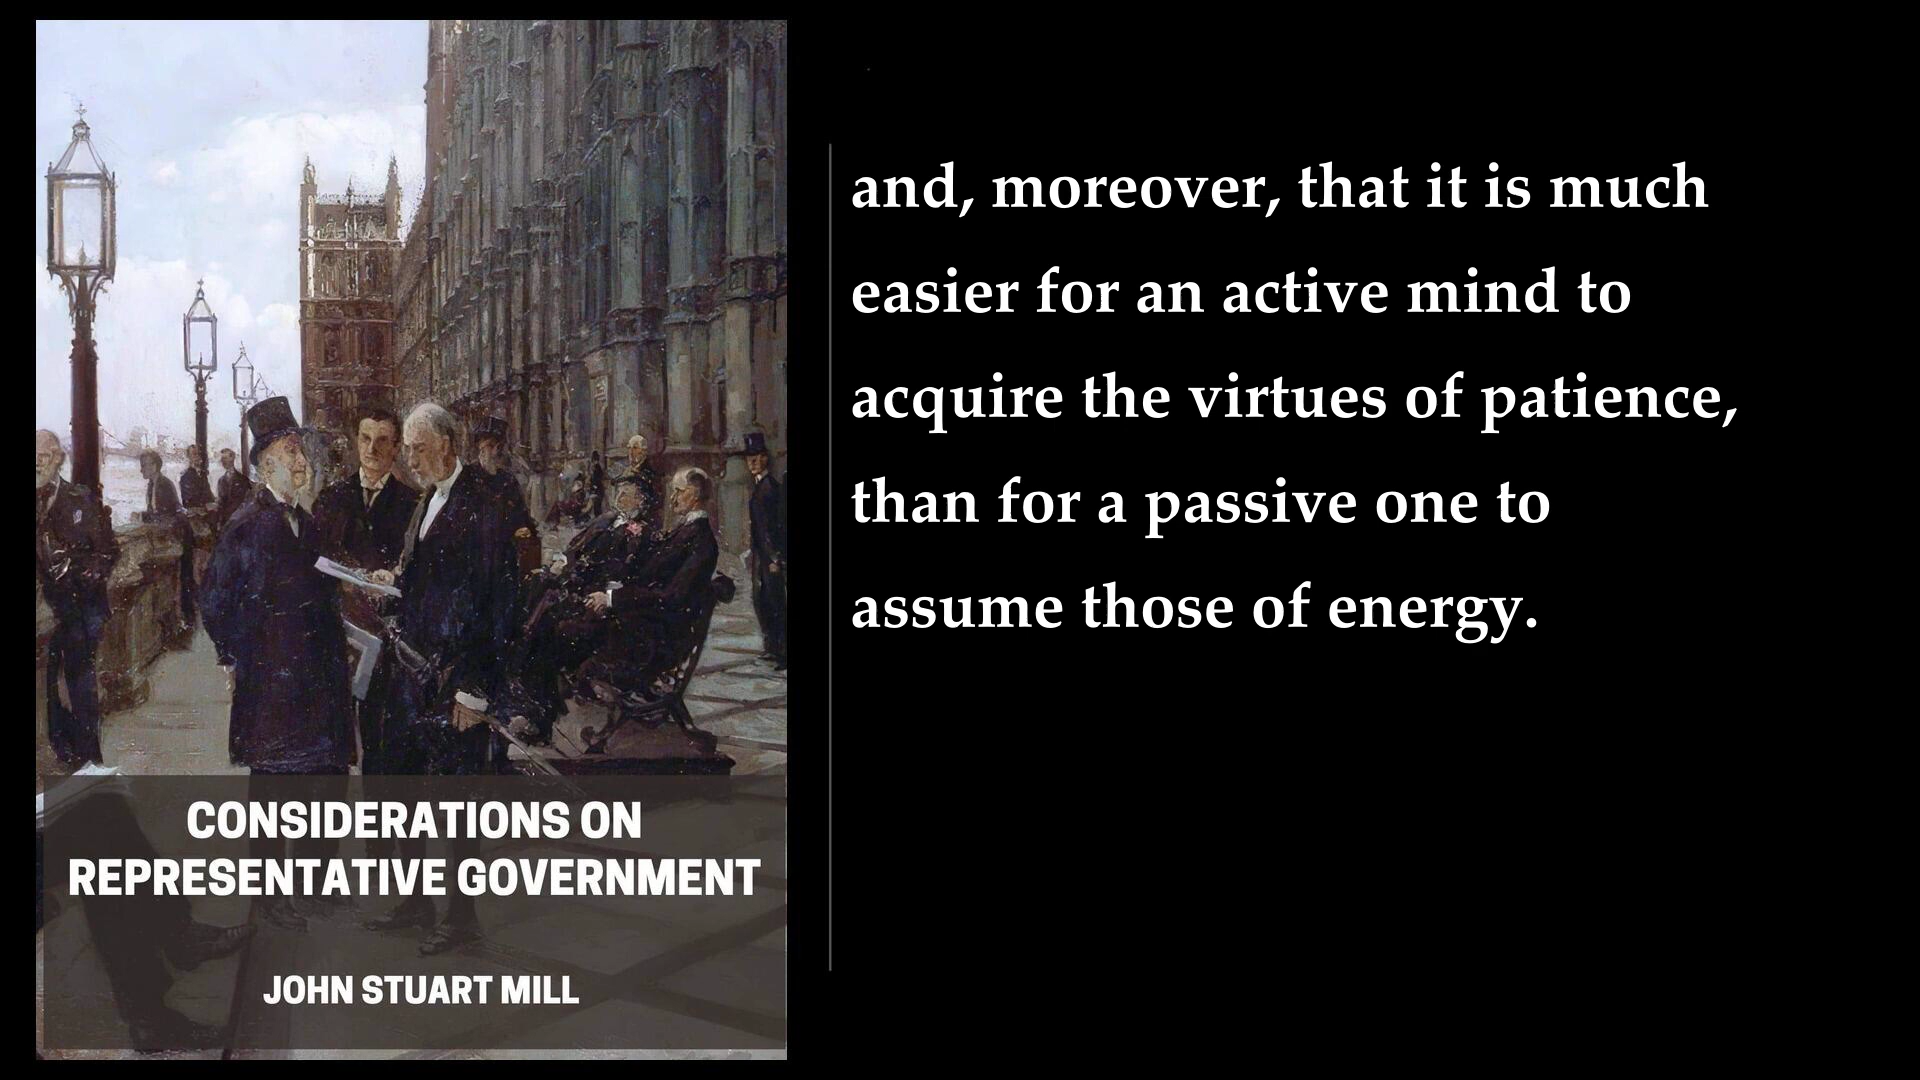 and, moreover, that it is much
easier for an active mind to
acquire the virtues of patience,
than for a passive one to
assume those of energy.
CONSIDERATIONS ON
REPRESENTATIVE GOVERNMENT
JOHN STUART MILL